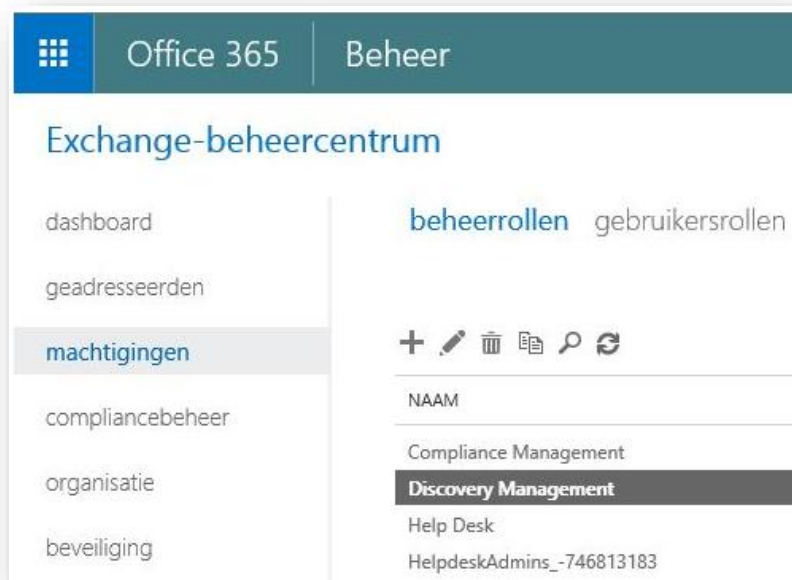 Office 365 Beheer
Exchange-beheercentrum
dashboard
geadresseerden
machtigingen
compliancebeheer
organisatie
beveiliging
beheerrollen gebruikersrollen
NAAM
Compliance Management
Discovery Management
Help Desk
HelpdeskAdmins_-746813183